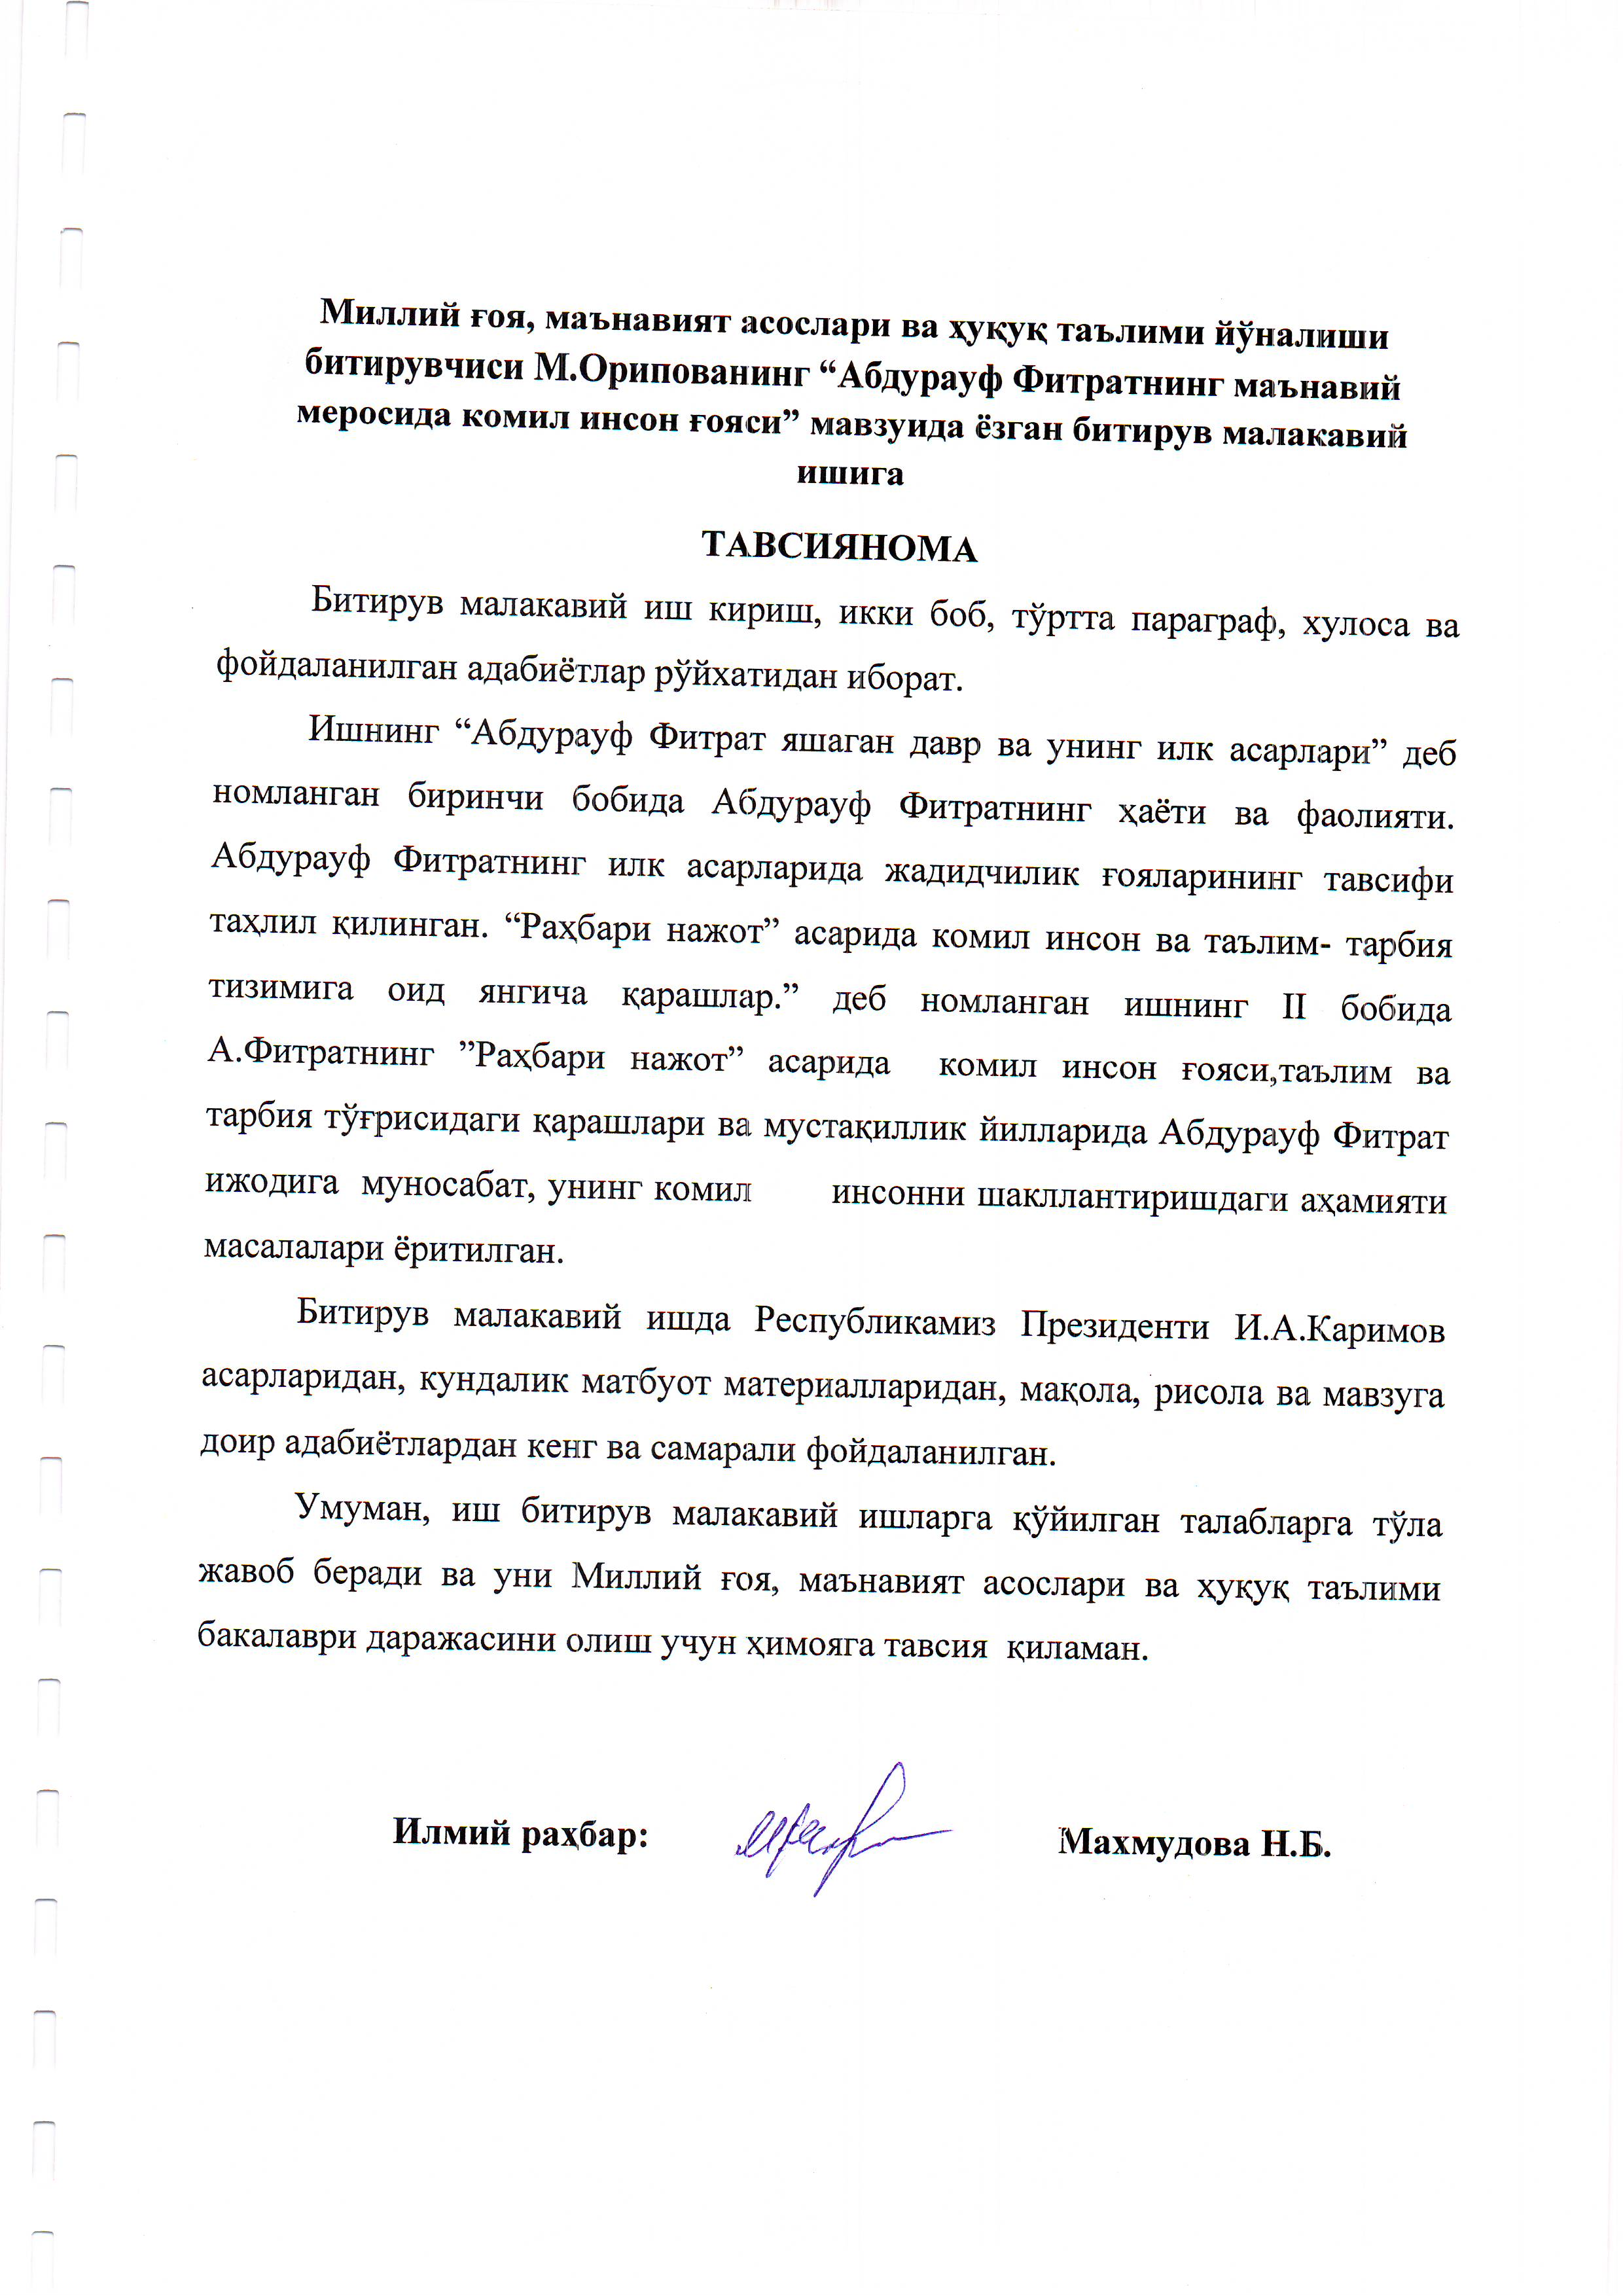 Миллий ғоя, маънавият асослари ва ҳуқуқ таълими йўналиши
битирувчиси М.Орипованинг “Абдурауф Фитратнинг маънавий
меросида комил инсон ғояси” мавзуида ёзган битирув малакавий
ишига
ТАВСИЯНОМА
Битирув малакавий иш кириш, икки боб, тўртта параграф, хулоса ва
фойдаланилган адабиётлар рўйхатидан иборат.
Ишнинг “Абдурауф Фитрат яшаган давр ва унинг илк асарлари” деб
номланган биринчи бобида Абдурауф Фитратнинг ҳаёти ва фаолияти.
Абдурауф Фитратнинг илк асарларида жадидчилик ғояларининг тавсифи
таҳлил қилинган. “Раҳбари нажот” асарида комил инсон ва таълим- тарбия
тизимига оид янгича қарашлар.” деб номланган ишнинг II бобида
А.Фитратнинг ”Раҳбари нажот” асарида комил инсон ғояси,таълим ва
тарбия тўғрисидаги қарашлари ва мустақиллик йилларида Абдурауф Фитрат
ижодига муносабат, унинг комил инсонни шакллантиришдаги аҳамияти
масалалари ёритилган.
Битирув малакавий ишда Республикамиз Президенти И.А.Каримов
асарларидан, кундалик матбуот материалларидан, мақола, рисола ва мавзуга
доир адабиётлардан кенг ва самарали фойдаланилган.
Умуман, иш битирув малакавий ишларга қўйилган талабларга тўла
жавоб беради ва уни Миллий ғоя, маънавият асослари ва ҳуқуқ таълими
бакалаври даражасини олиш учун ҳимояга тавсия қиламан.
Илмий раҳбар: Махмудова Н.Б.